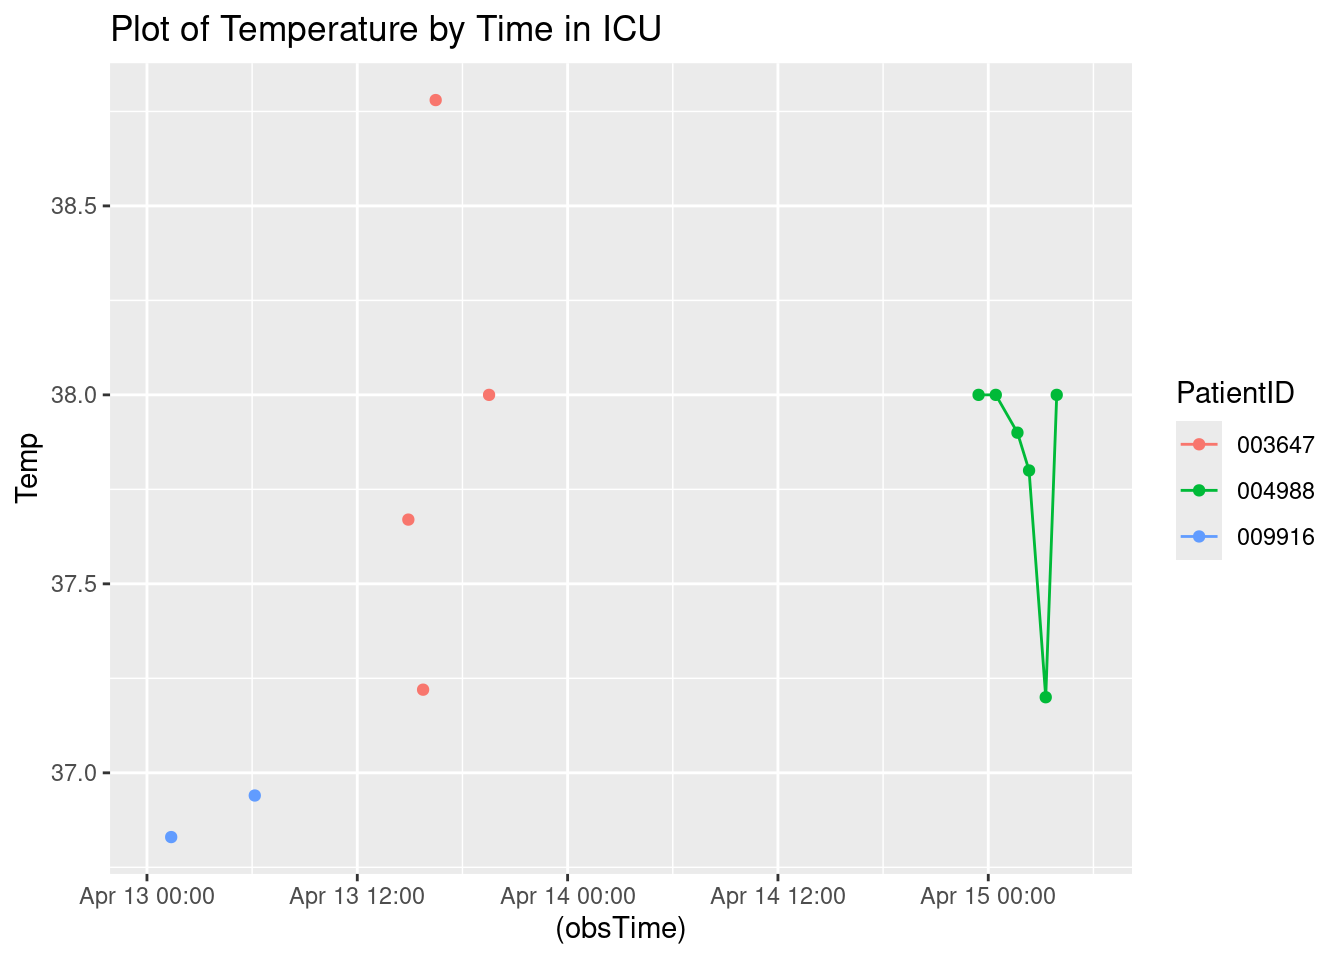 Plot of Temperature by Time in ICU
Temp
38.5
38.0
37.5
37.0
Apr 13 00:00
Apr 13 12:00
Apr 14 00:00
Apr 14 12:00
Apr 15 00:00
(obsTime)
PatientID
003647
004988
009916